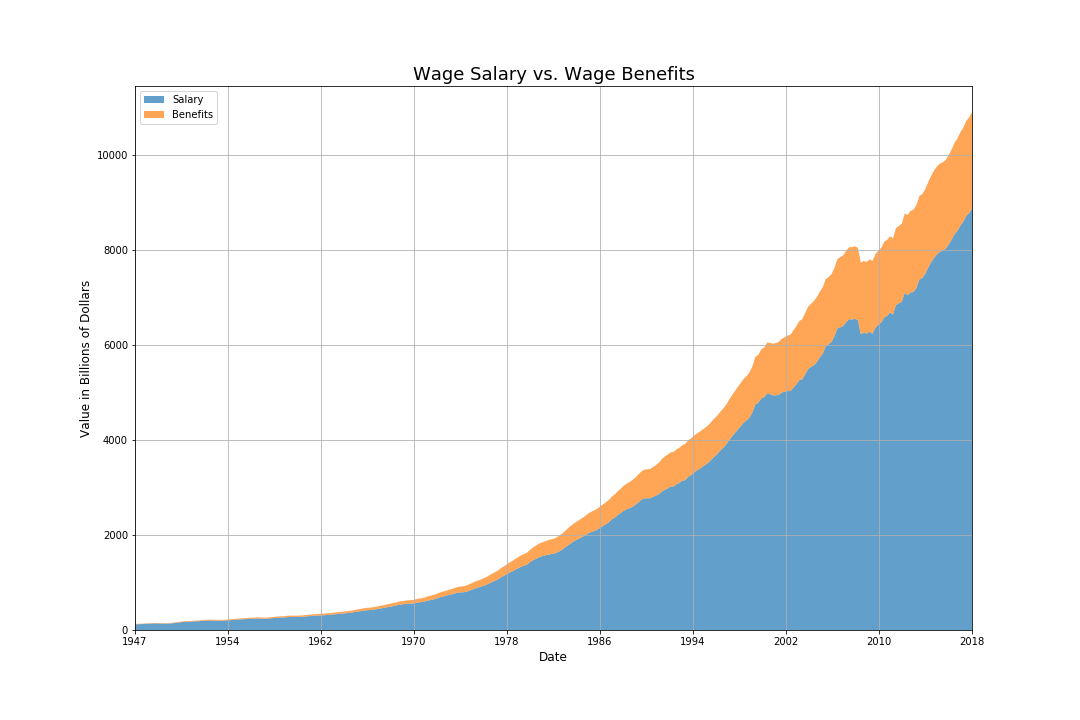 Wage Salary vs. Wage Benefits
Salary
Benefits
10000
8000
6000
4000
2000
0
Value in Billions of Dollars
1947 1954 1962 1970 1978 1986 1994 2002 2010 2018
Date